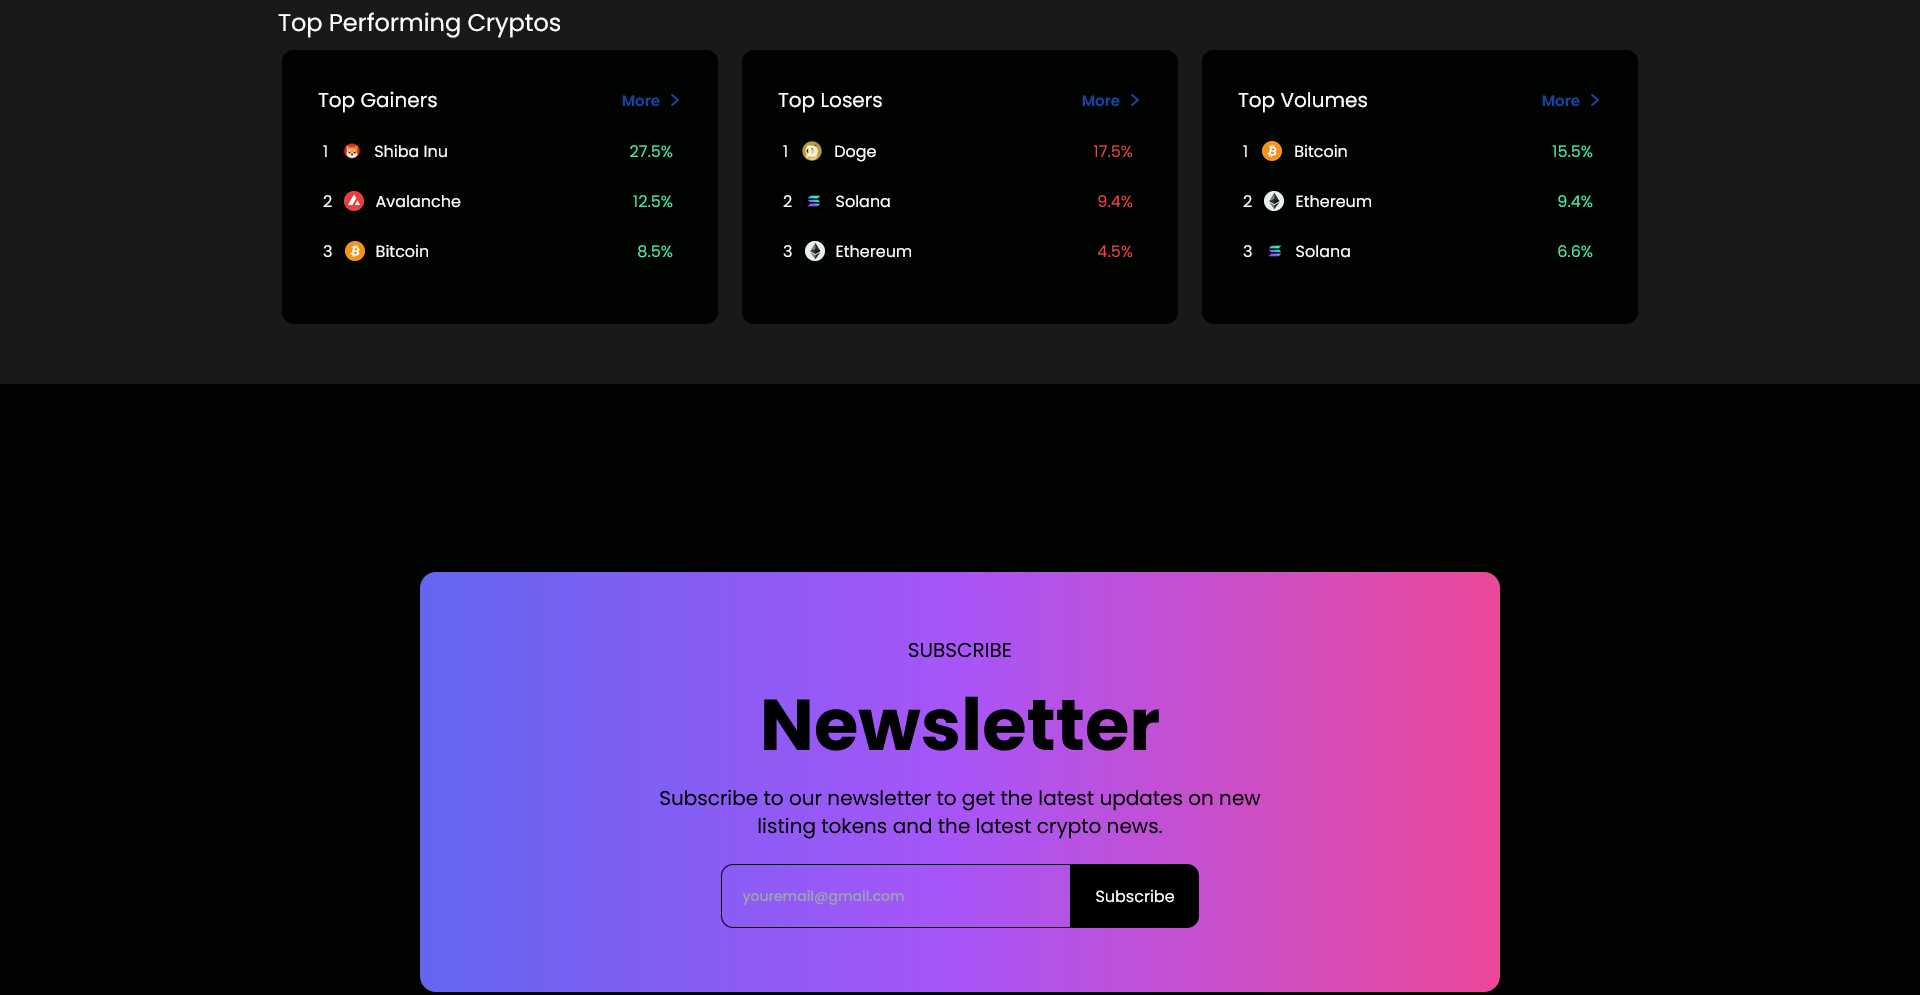 Top Performing Cryptos
Top Gainers More
1 Shiba Inu 27.5%
2 Avalanche 12.5%
3 Bitcoin 8.5%
Top Losers More
1 Doge 17.5%
2 Solana 9.4%
3 Ethereum 4.5%
Top Volumes More
1 Bitcoin 15.5%
2 Ethereum 9.4%
3 Solana 6.6%
SUBSCRIBE
Newsletter
Subscribe to our newsletter to get the latest updates on new
listing tokens and the latest crypto news.
youremail@gmail.com Subscribe